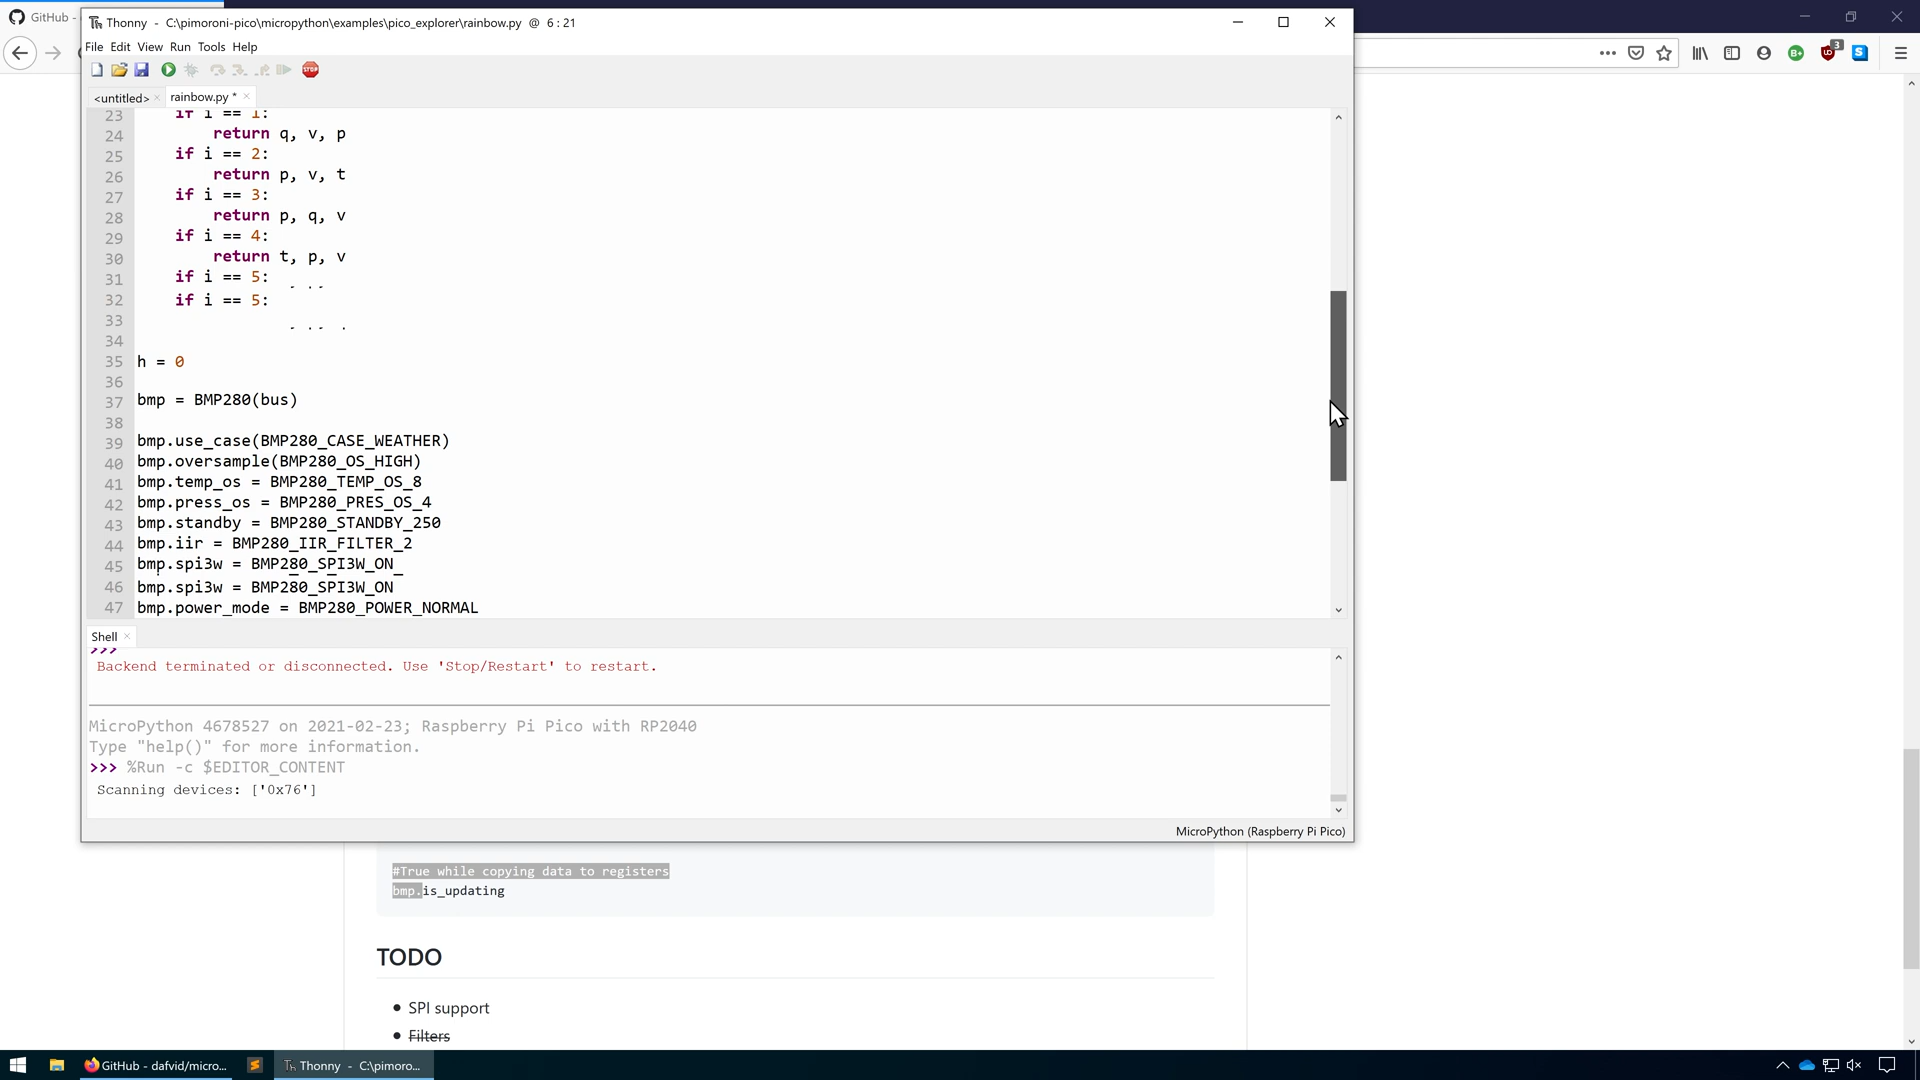 GitHub -
Thonny - C:\pimoroni-pico\micropython\examples\pico_explorer\rainbow.py @ 6 : 21
File Edit View Run Tools Help
STOP
3
<untitled> rainbow.py *
23 if i == 1:
24 return q, v, p
25 if i == 2:
26 return p, v, t
27 if i == 3:
28 return p, q, v
29 if i == 4:
30 return t, p, v
31 if i == 5:
32 if i == 5:
33
34
35 h = 0
36
37 bmp = BMP280(bus)
38
39 bmp.use_case(BMP280_CASE_WEATHER)
40 bmp.oversample(BMP280_OS_HIGH)
41 bmp.temp_os = BMP280_TEMP_OS_8
42 bmp.press_os = BMP280_PRES_OS_4
43 bmp.standby = BMP280_STANDBY_250
44 bmp.iir = BMP280_IIR_FILTER_2
45 bmp.spi3w = BMP280_SPI3W_ON
46 bmp.spi3w = BMP280_SPI3W_ON
47 bmp.power_mode = BMP280_POWER_NORMAL
Shell
>>>
Backend terminated or disconnected. Use 'Stop/Restart' to restart.
MicroPython 4678527 on 2021-02-23; Raspberry Pi Pico with RP2040
Type "help()" for more information.
>>> %Run -c $EDITOR_CONTENT
Scanning devices: ['0x76']
MicroPython (Raspberry Pi Pico)
#True while copying data to registers
bmp.is_updating
TODO
SPI support
Filters
GitHub - dafvid/micro... Thonny - C:\pimoro...